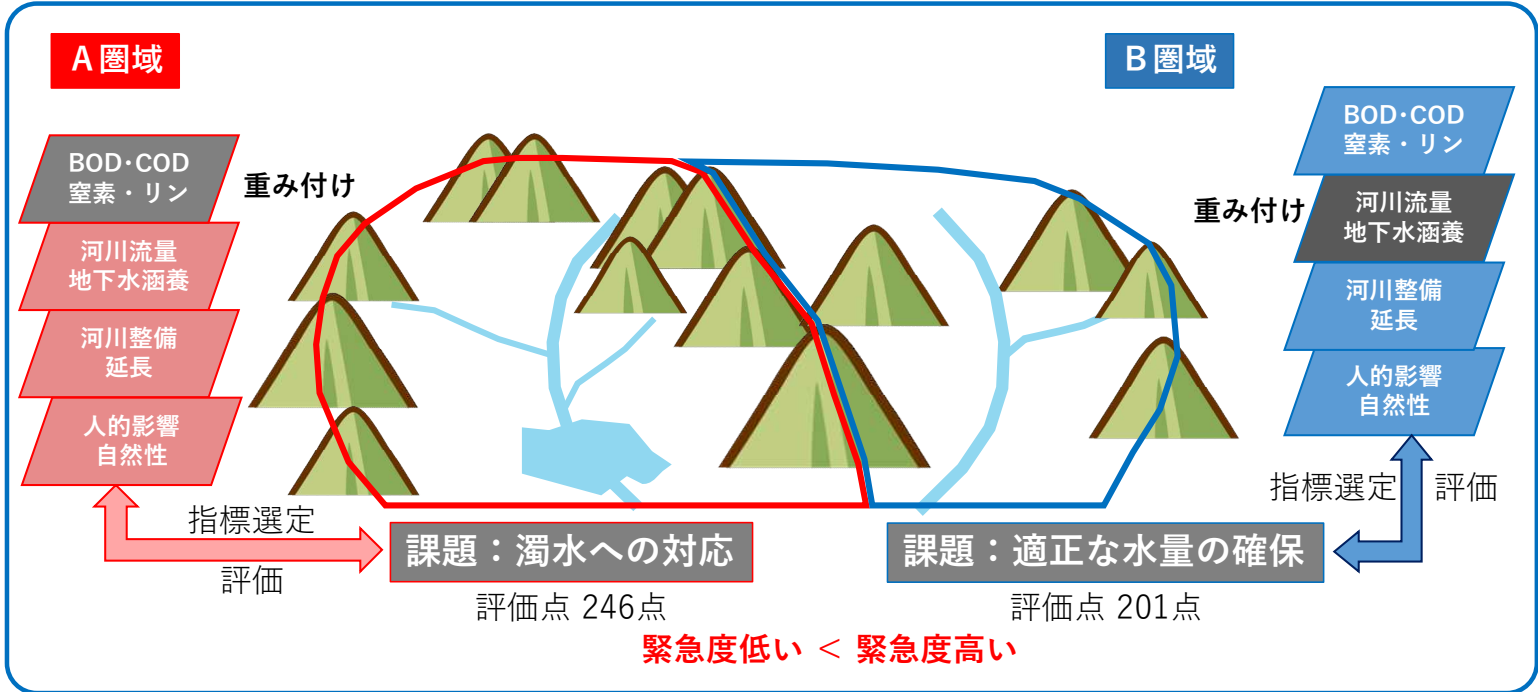 A圏域
B圏域
BOD･COD
窒素・リン
重み付け
河川流量
地下水涵養
河川整備
延長
人的影響
自然性
BOD･COD
窒素・リン
重み付け
河川流量
地下水涵養
河川整備
延長
人的影響
自然性
指標選定
評価
課題：濁水への対応
評価点 246点
指標選定
評価
課題：適正な水量の確保
評価点 201点
緊急度低い ＜ 緊急度高い